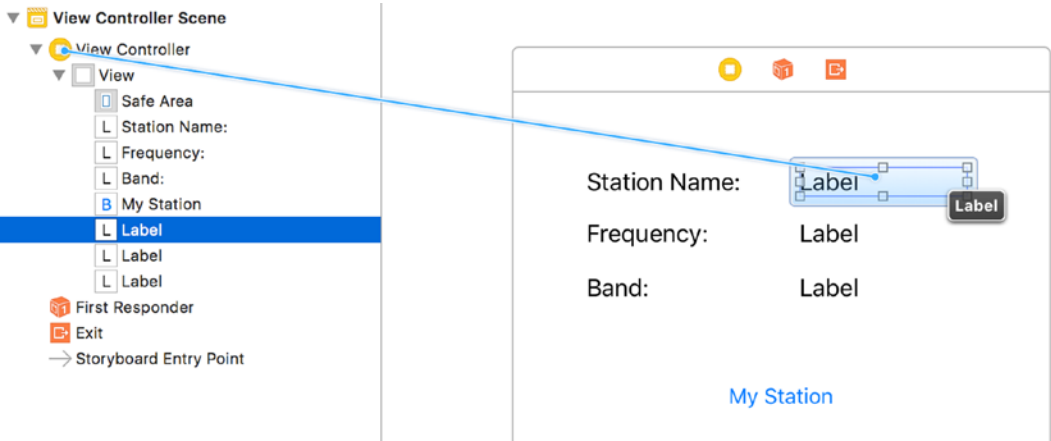 View Controller Scene
View Controller
View
Safe Area
L Station Name:
L Frequency:
L Band:
B My Station
L Label
L Label
L Label
First Responder
Exit
Storyboard Entry Point
1
Station Name: Label
Label
Frequency: Label
Band: Label
My Station